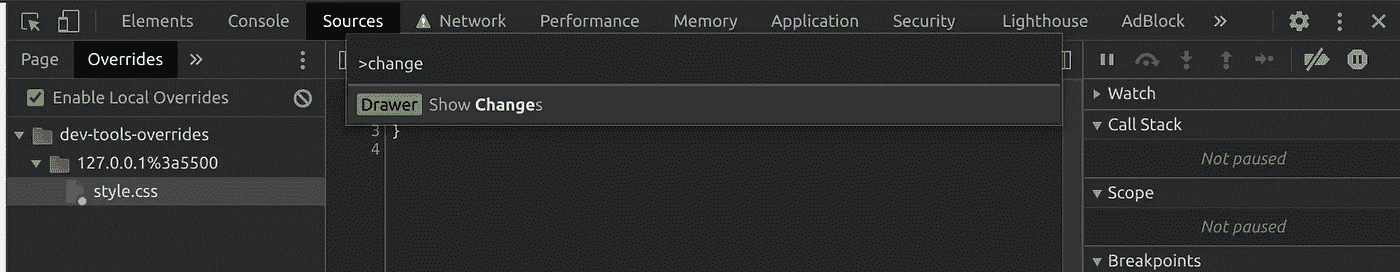 Elements Console Sources Network Performance Memory Application Security Lighthouse AdBlock »
Page Overrides »
>change
Enable Local Overrides
Drawer Show Changes
dev-tools-overrides
127.0.0.1%3a5500
style.css
3 }
4
Watch
Call Stack
Not paused
Scope
Not paused
Breakpoints